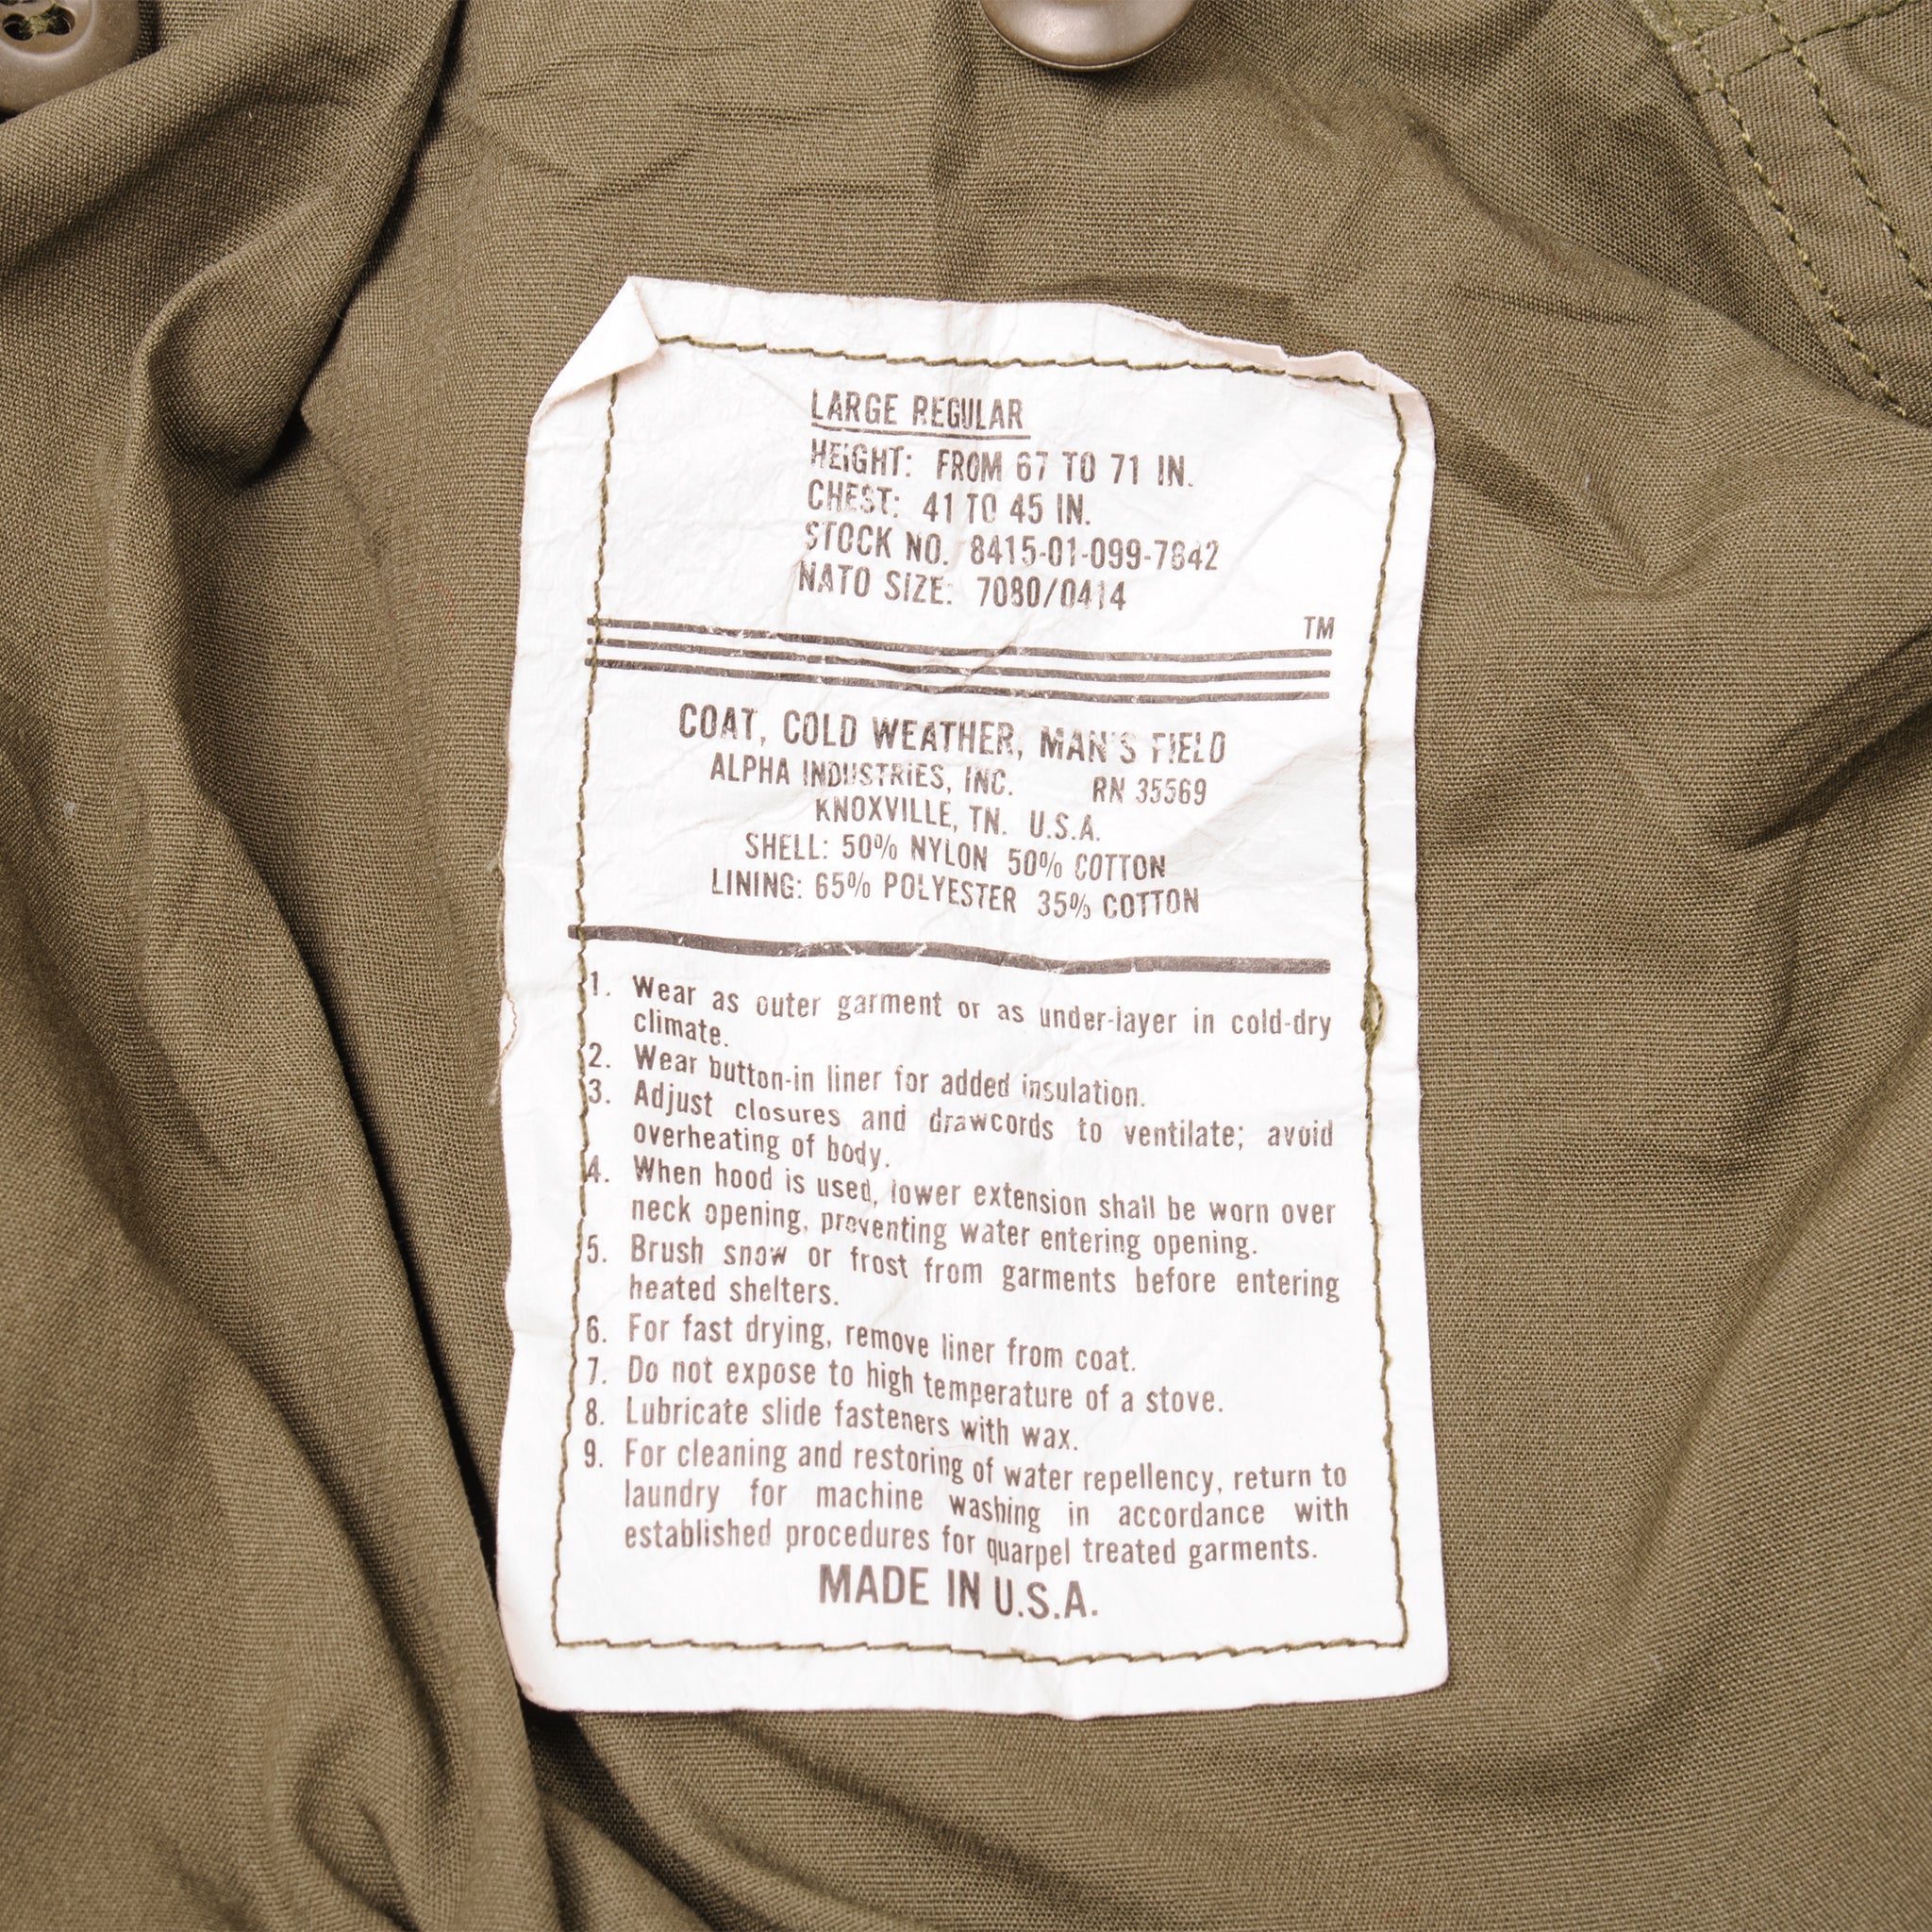 LARGE REGULAR
HEIGHT: FROM 67 TO 71 IN.
CHEST: 41 TO 45 IN.
STOCK NO. 8415-01-099-7842
NATO SIZE: 7080/0414
TM
COAT, COLD WEATHER, MAN'S FIELD
ALPHA INDUSTRIES, INC. RN 35569
KNOXVILLE, TN. U.S.A.
SHELL: 50% NYLON 50% COTTON
LINING: 65% POLYESTER 35% COTTON
1. Wear as outer garment or as under-layer in cold-dry
climate.
2. Wear button-in liner for added insulation.
3. Adjust closures and drawcords to ventilate; avoid
overheating of body.
4. When hood is used, lower extension shall be worn over
neck opening, preventing water entering opening.
5. Brush snow or frost from garments before entering
heated shelters.
6. For fast drying, remove liner from coat.
7. Do not expose to high temperature of a stove.
8. Lubricate slide fasteners with wax.
9. For cleaning and restoring of water repellency, return to
laundry for machine washing in accordance with
established procedures for quarpel treated garments.
MADE IN U.S.A.